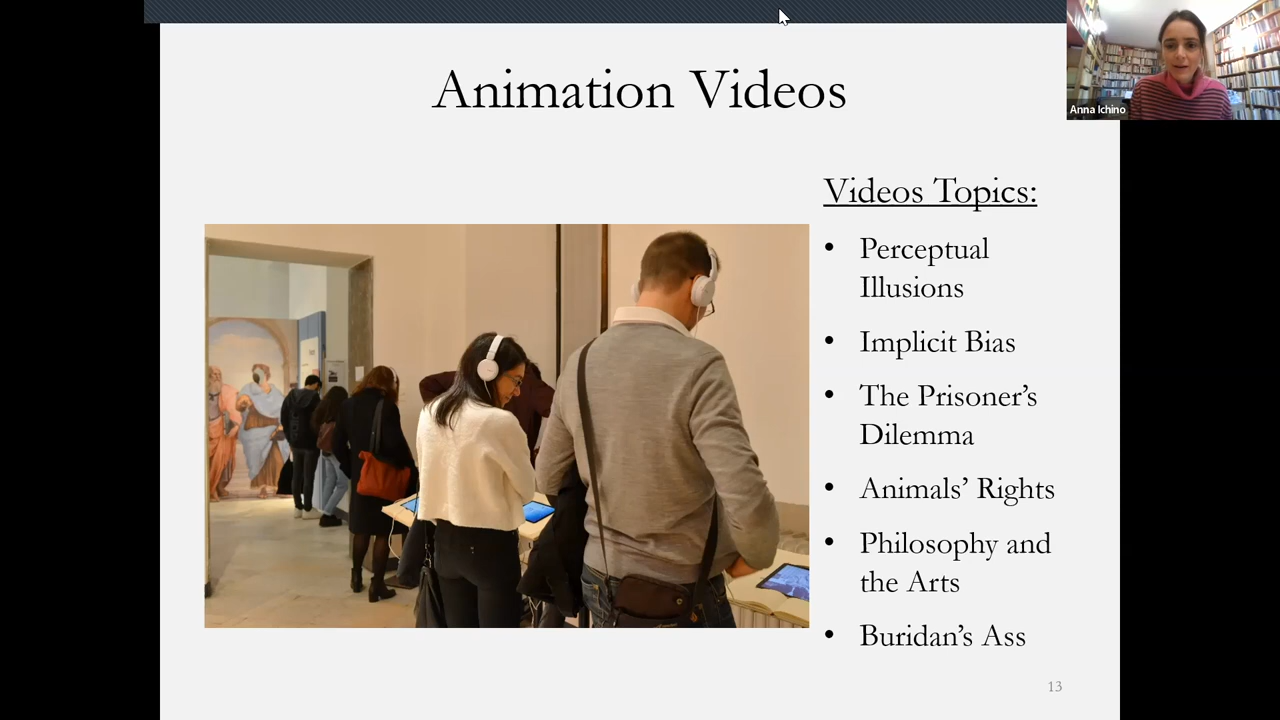 Animation Videos
Anna Ichino
Videos Topics:
• Perceptual
Illusions
• Implicit Bias
• The Prisoner’s
Dilemma
• Animals’ Rights
• Philosophy and
the Arts
• Buridan’s Ass
13